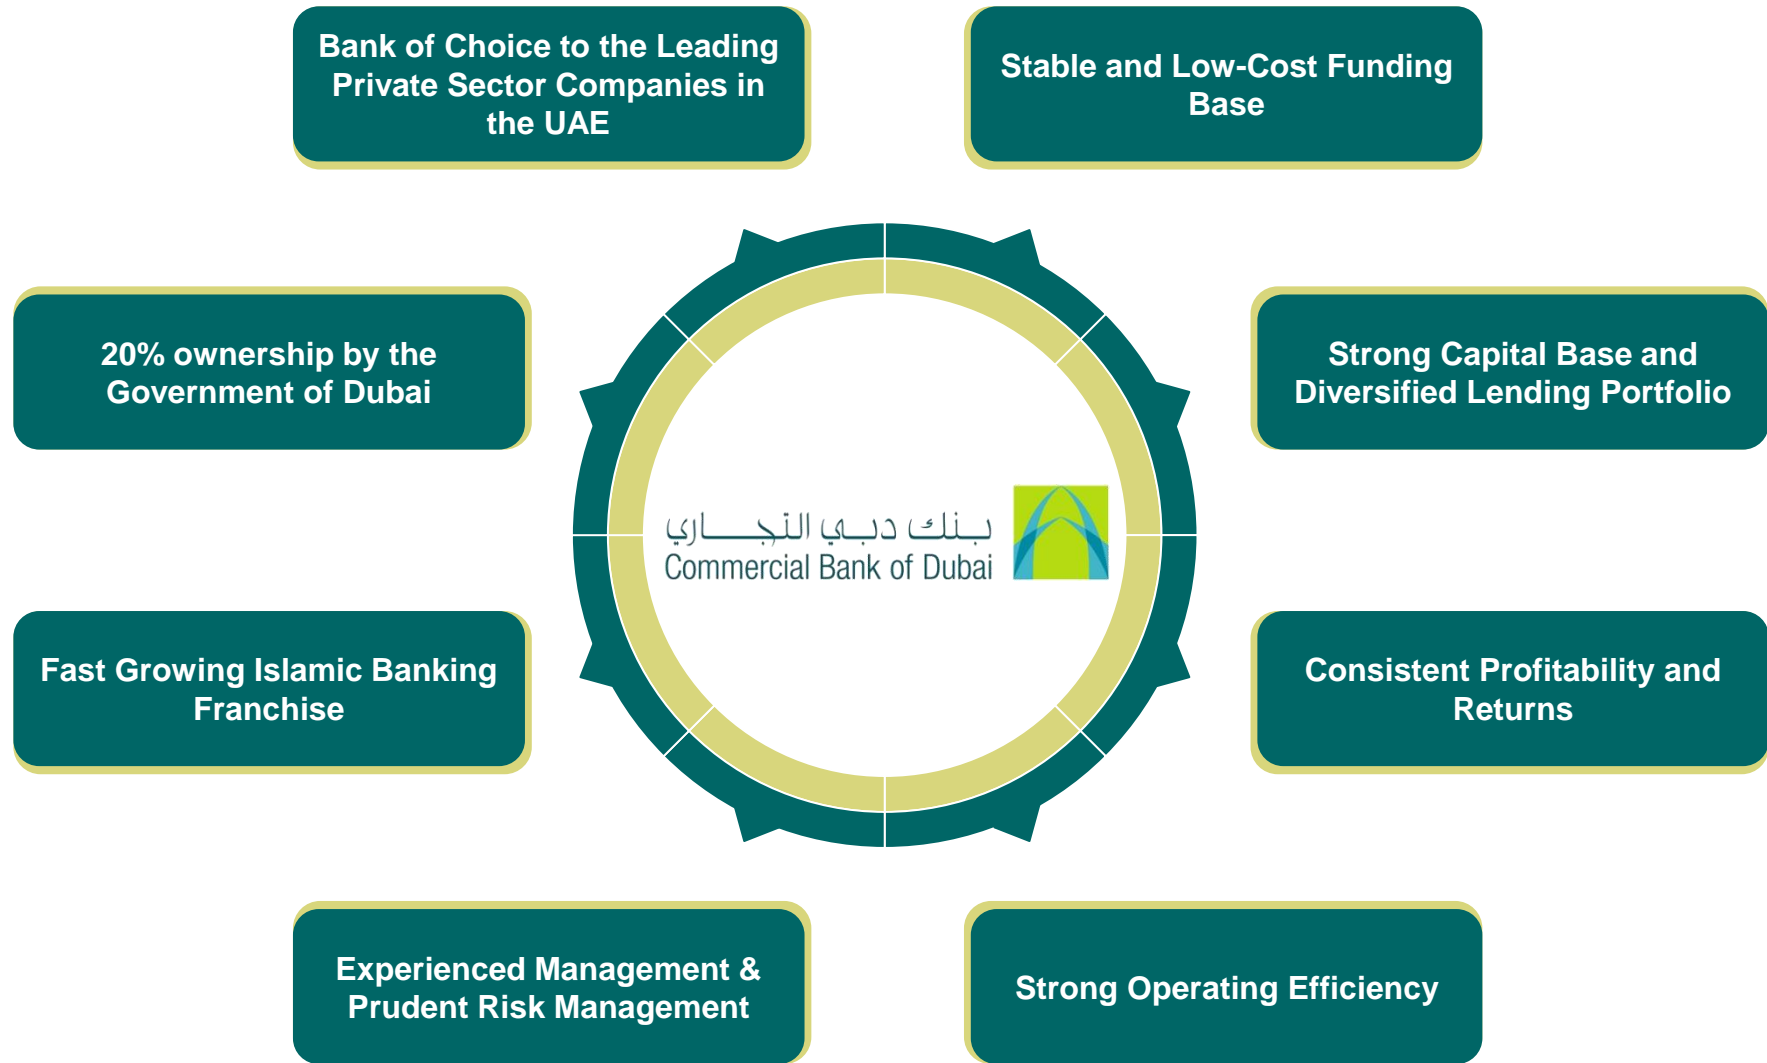 Bank of Choice to the Leading
Private Sector Companies in
the UAE
Stable and Low-Cost Funding
Base
20% ownership by the
Government of Dubai
Strong Capital Base and
Diversified Lending Portfolio
بنك دبي التجاري
Commercial Bank of Dubai
Fast Growing Islamic Banking
Franchise
Consistent Profitability and
Returns
Experienced Management &
Prudent Risk Management
Strong Operating Efficiency